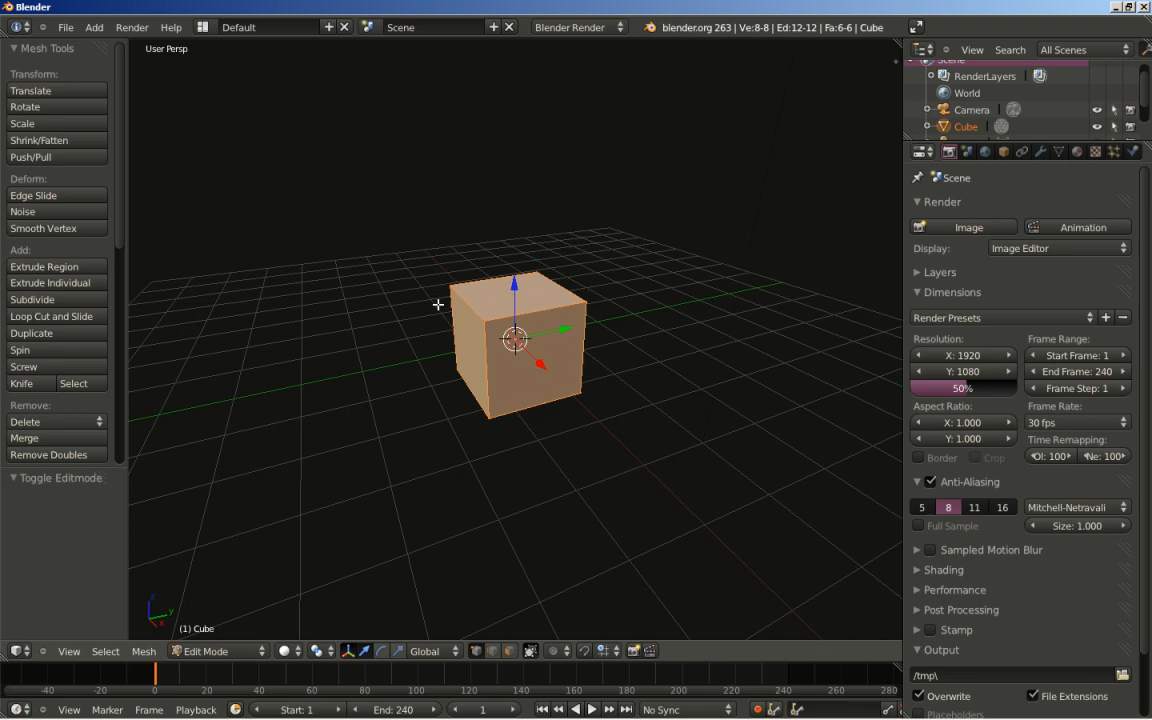 Blender
File Add Render Help Default Scene Blender Render blender.org 263 | Ve:8-8 | Ed:12-12 | Fa:6-6 | Cube
Mesh Tools
Transform:
Translate
Rotate
Scale
Shrink/Fatten
Push/Pull
Deform:
Edge Slide
Noise
Smooth Vertex
Add:
Extrude Region
Extrude Individual
Subdivide
Loop Cut and Slide
Duplicate
Spin
Screw
Knife Select
Remove:
Delete
Merge
Remove Doubles
Toggle Editmode
User Persp
z
y
x
(1) Cube
View Search All Scenes
Scene
RenderLayers
World
Camera
Cube
Scene
Render
Image Animation
Display: Image Editor
Layers
Dimensions
Render Presets
Resolution: Frame Range:
X: 1920 Start Frame: 1
Y: 1080 End Frame: 240
50% Frame Step: 1
Aspect Ratio: Frame Rate:
X: 1.000 30 fps
Y: 1.000 Time Remapping:
Border Crop Ol: 100 Ne: 100
Anti-Aliasing
5 8 11 16 Mitchell-Netravali
Full Sample Size: 1.000
Sampled Motion Blur
Shading
Performance
Post Processing
Stamp
Output
/tmp\
Overwrite File Extensions
Placeholders
View Select Mesh Edit Mode Global
-40 -20 0 20 40 60 80 100 120 140 160 180 200 220 240 260 280
View Marker Frame Playback Start: 1 End: 240 1 No Sync